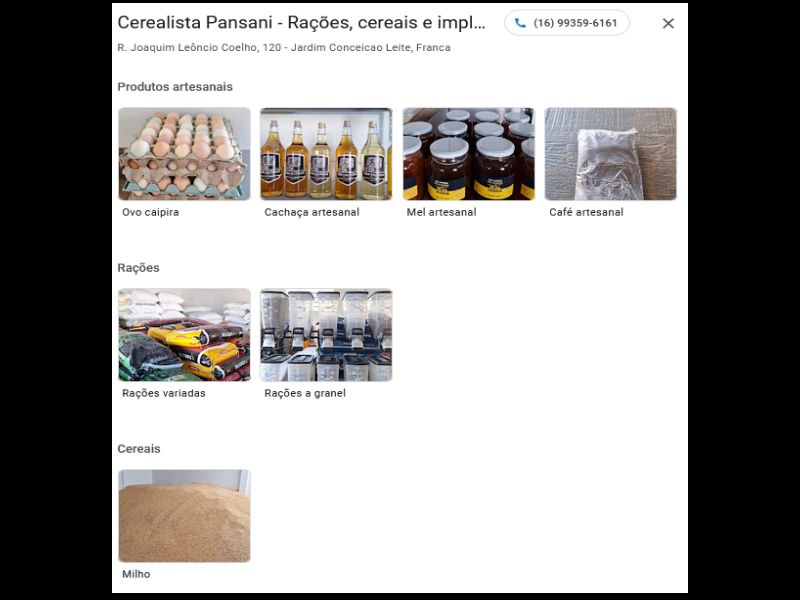 Cerealista Pansani - Rações, cereais e impl...
(16) 99359-6161
R. Joaquim Leôncio Coelho, 120 - Jardim Conceicao Leite, Franca
Produtos artesanais
Ovo caipira
Cachaça artesanal
Mel artesanal
Café artesanal
Rações
Rações variadas
Rações a granel
Cereais
Milho